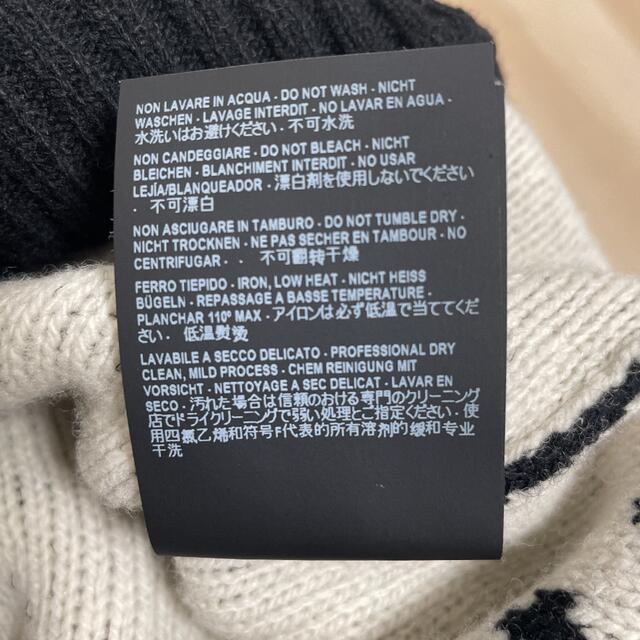 NON LAVARE IN ACQUA - DO NOT WASH - NICHT
WASCHEN - LAVAGE INTERDIT - NO LAVAR EN AGUA -
水洗いはお避けください - 不可水洗
NON CANDEGGIARE - DO NOT BLEACH - NICHT
BLEICHEN - BLANCHIMENT INTERDIT - NO USAR
LEJÍA/BLANQUEADOR - 漂白剤を使用しないでください
- 不可漂白
NON ASCIUGARE IN TAMBURO - DO NOT TUMBLE DRY -
NICHT TROCKNEN - NE PAS SECHER EN TAMBOUR - NO
CENTRIFUGAR - - 不可翻转干燥
FERRO TIEPIDO - IRON, LOW HEAT - NICHT HEISS
BÜGELN - REPASSAGE A BASSE TEMPERATURE -
PLANCHAR 110º MAX - アイロンは必ず低温で当ててくだ
さい - 低温熨烫
LAVABILE A SECCO DELICATO - PROFESSIONAL DRY
CLEAN, MILD PROCESS - CHEM REINIGUNG MIT
VORSICHT - NETTOYAGE A SEC DELICAT - LAVAR EN
SECO - 汚れた場合は信頼のおける専門のクリーニング
店でドライクリーニングで弱い処理とご指定ください - 使
用四氯乙烯和符号F代表的所有溶剂的缓和专业
干洗